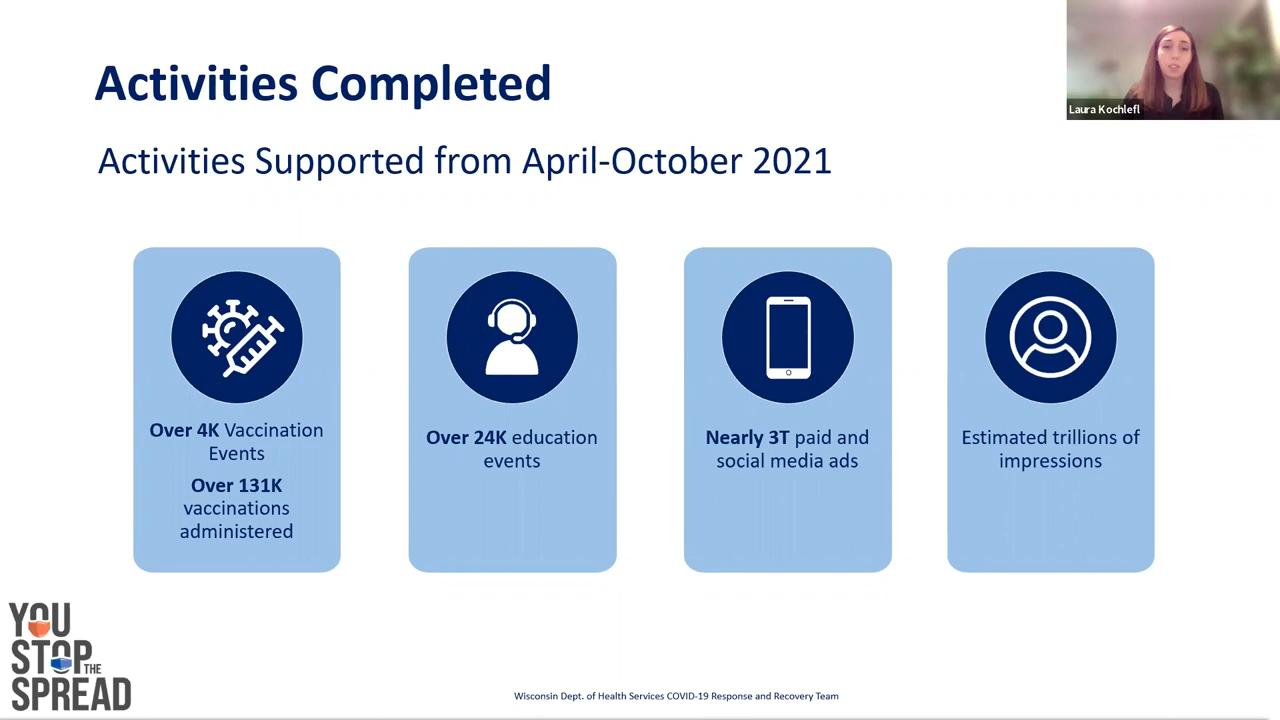 Activities Completed
Laura Kochlefl
Activities Supported from April-October 2021
Over 4K Vaccination
Events
Over 131K
vaccinations
administered
Over 24K education
events
Nearly 3T paid and
social media ads
Estimated trillions of
impressions
YOU
STOP THE
SPREAD
Wisconsin Dept. of Health Services COVID-19 Response and Recovery Team